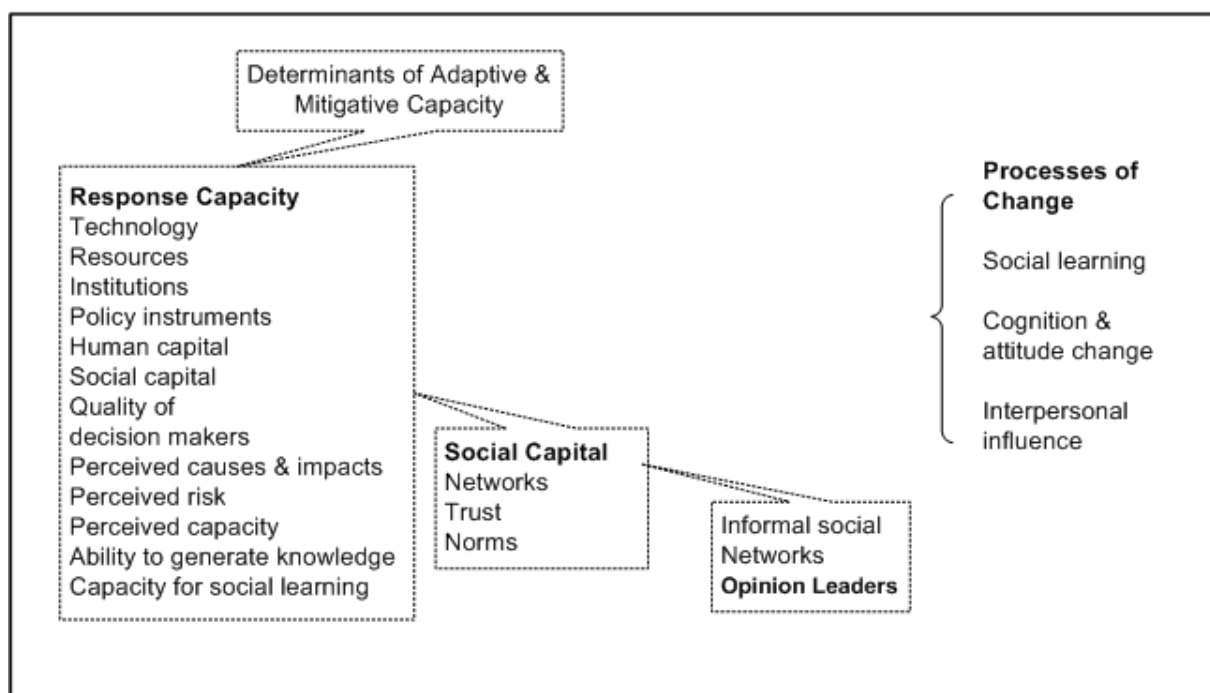 Determinants of Adaptive &
Mitigative Capacity
Response Capacity
Technology
Resources
Institutions
Policy instruments
Human capital
Social capital
Quality of
decision makers
Perceived causes & impacts
Perceived risk
Perceived capacity
Ability to generate knowledge
Capacity for social learning
Social Capital
Networks
Trust
Norms
Informal social
Networks
Opinion Leaders
Processes of
Change
Social learning
Cognition &
attitude change
Interpersonal
influence